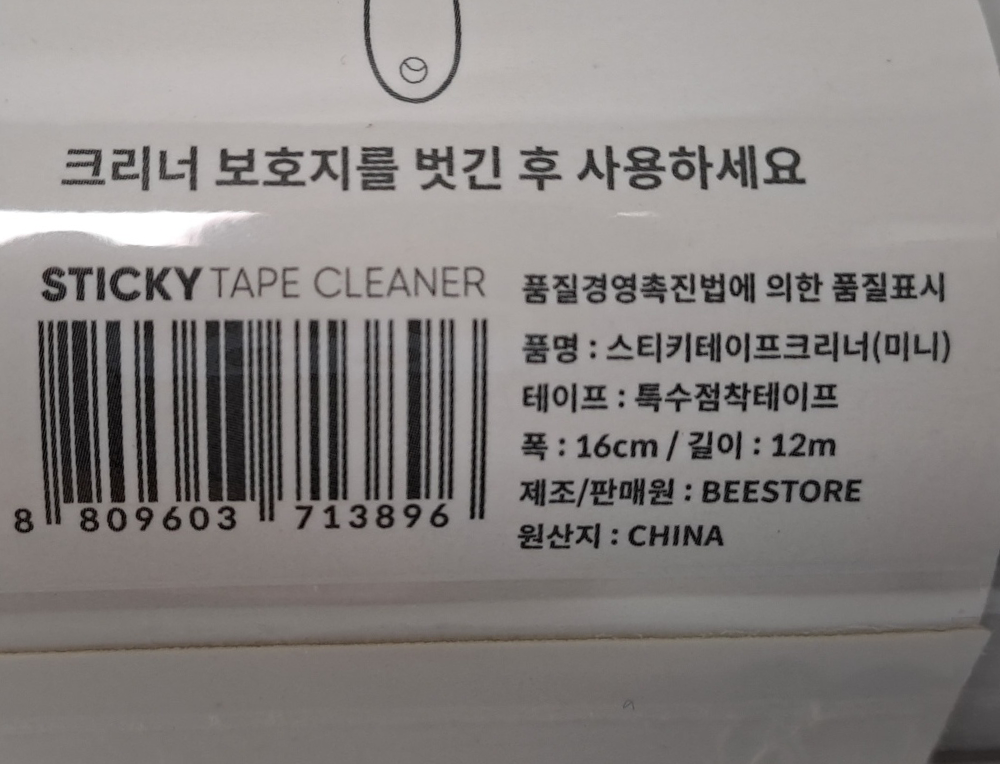 크리너 보호지를 벗긴 후 사용하세요
STICKY TAPE CLEANER
8 809603 713896
품질경영촉진법에 의한 품질표시
품명 : 스티키테이프크리너(미니)
테이프 : 특수점착테이프
폭 : 16cm / 길이 : 12m
제조/판매원 : BEESTORE
원산지 : CHINA